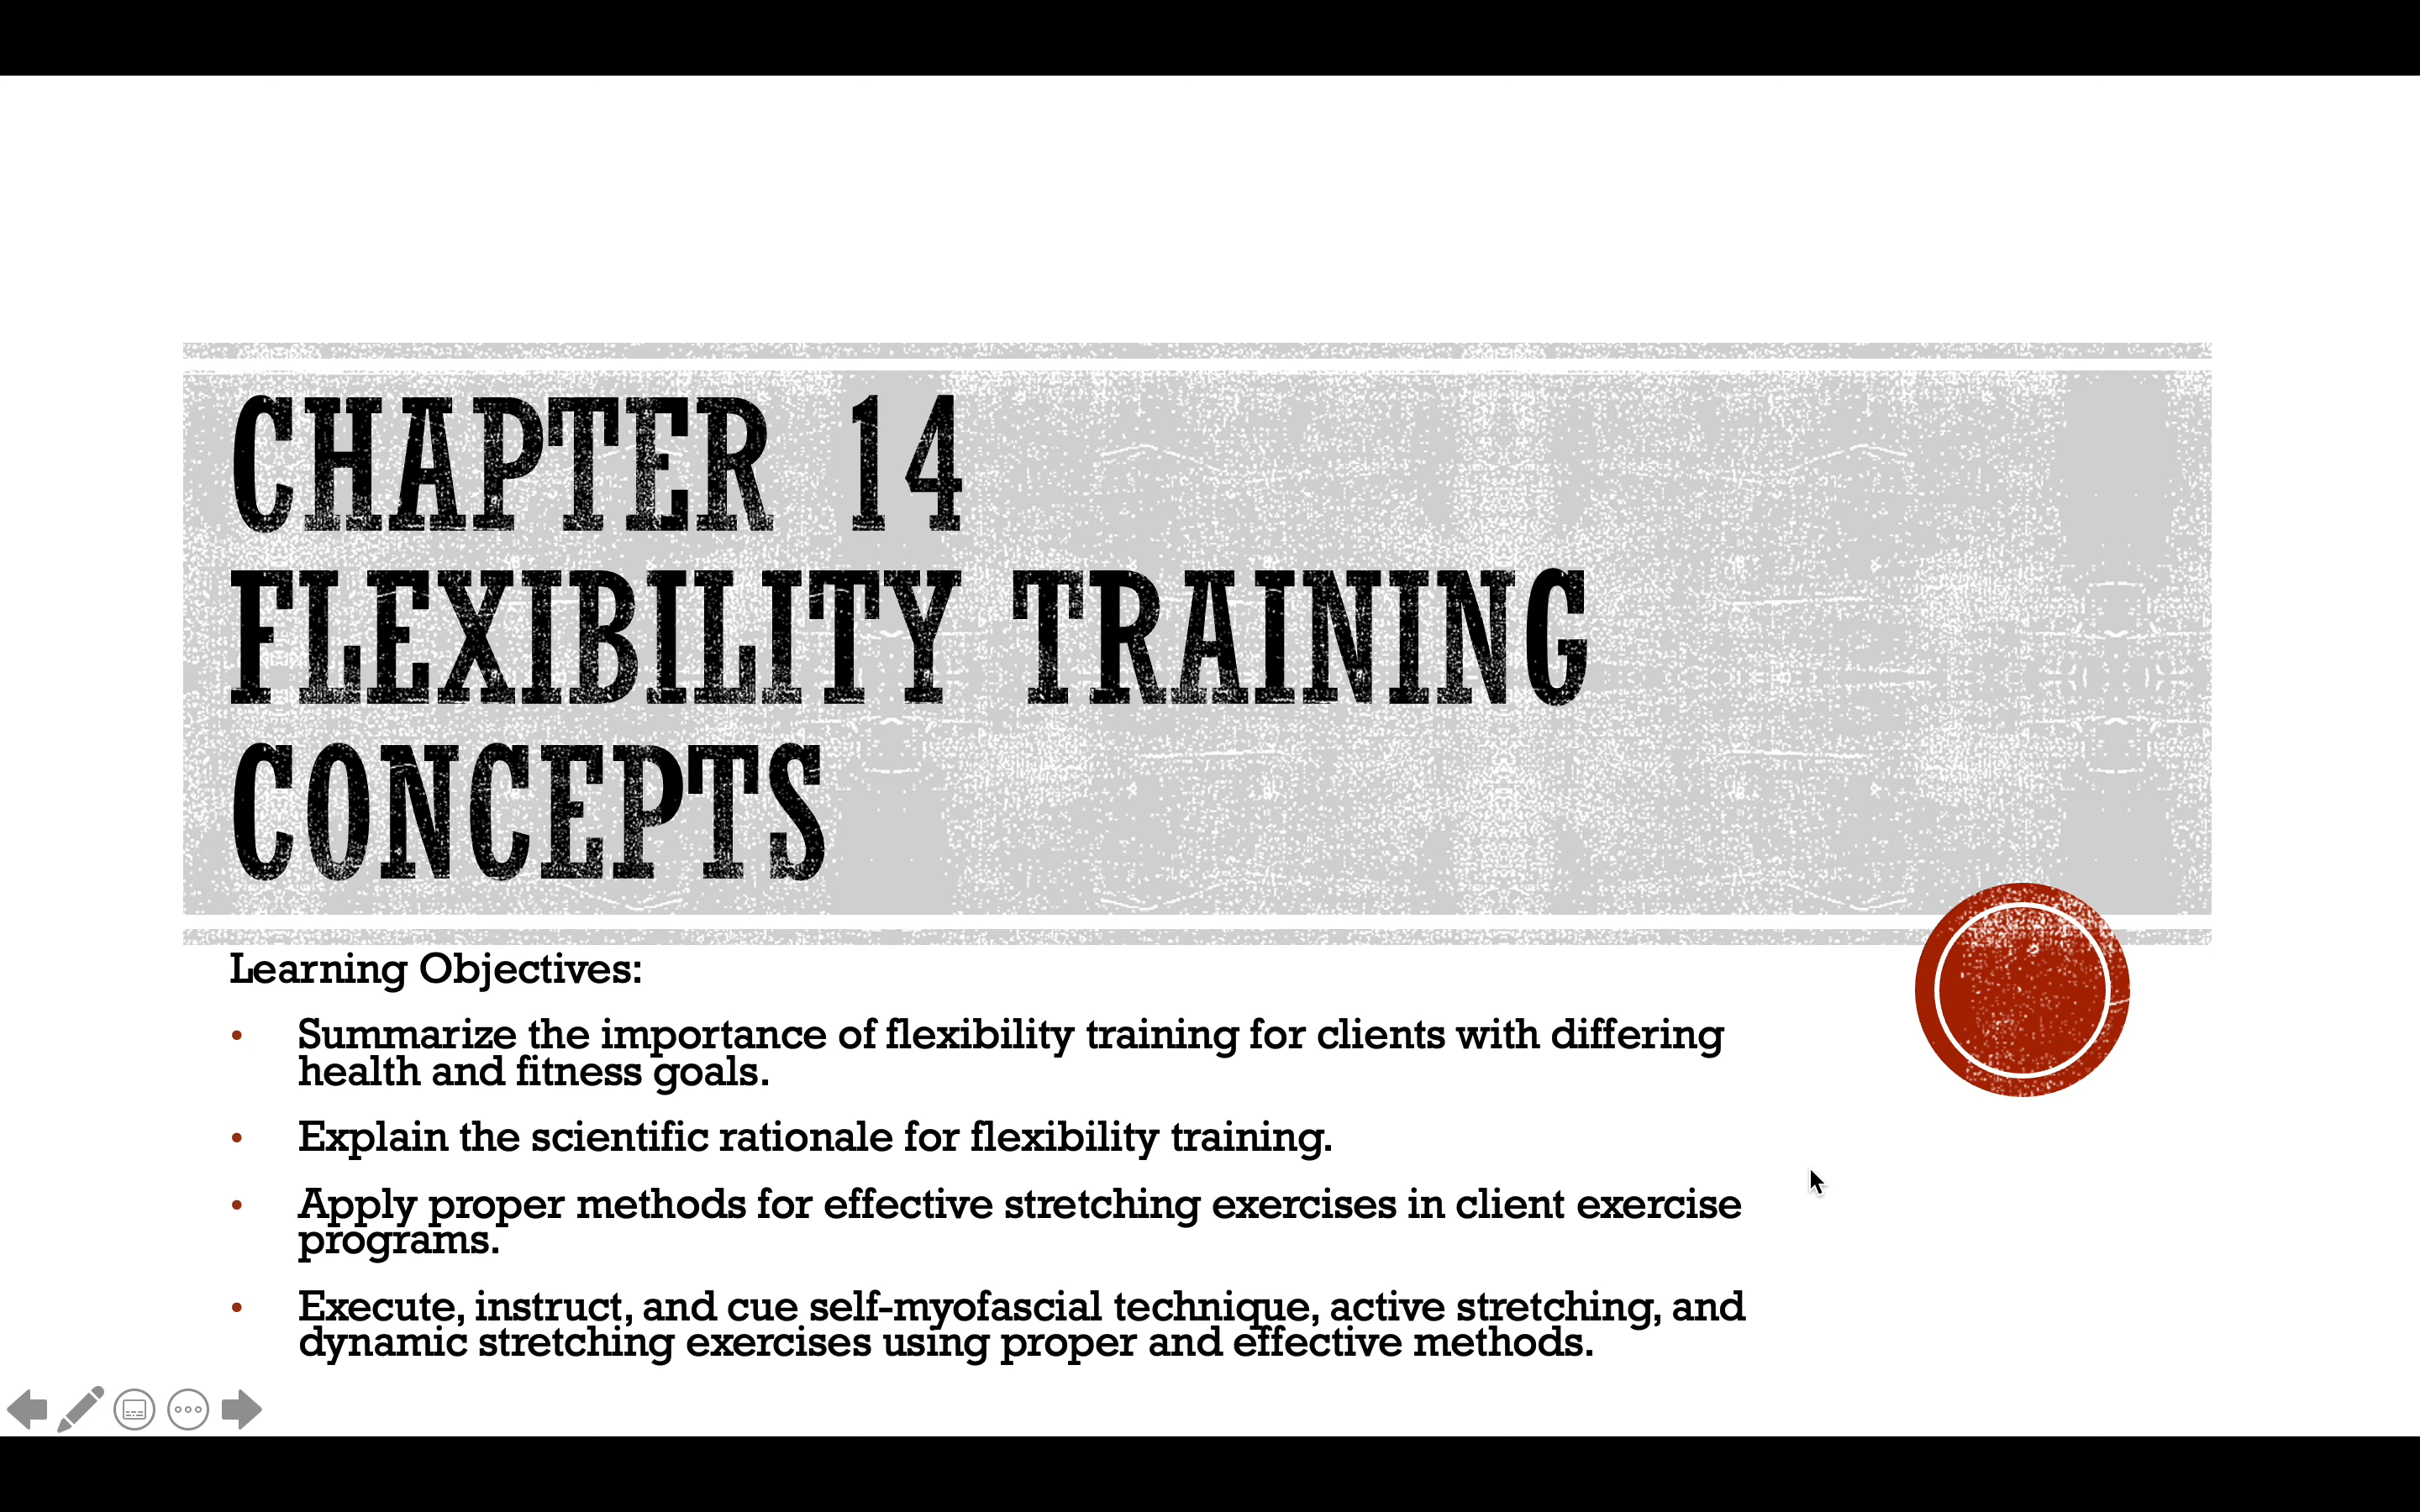 CHAPTER 14
FLEXIBILITY TRAINING
CONCEPTS
Learning Objectives:
• Summarize the importance of flexibility training for clients with differing
health and fitness goals.
• Explain the scientific rationale for flexibility training.
• Apply proper methods for effective stretching exercises in client exercise
programs.
• Execute, instruct, and cue self-myofascial technique, active stretching, and
dynamic stretching exercises using proper and effective methods.